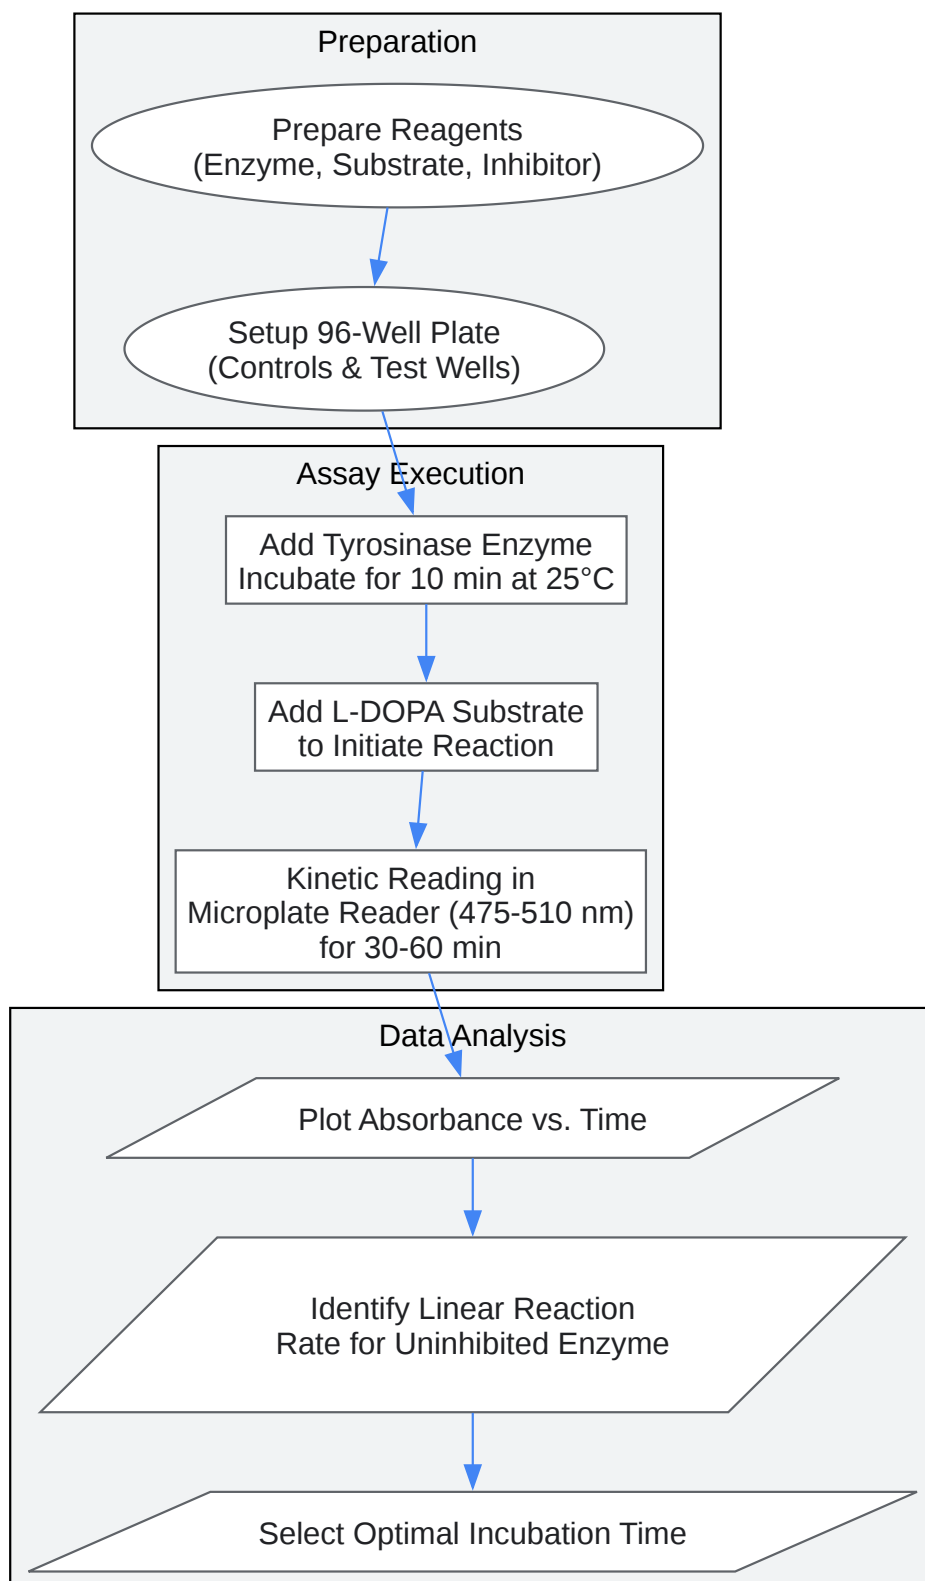 Preparation
Prepare Reagents
(Enzyme, Substrate, Inhibitor)
Setup 96-Well Plate
(Controls & Test Wells)
Assay Execution
Add Tyrosinase Enzyme
Incubate for 10 min at 25°C
Add L-DOPA Substrate
to Initiate Reaction
Kinetic Reading in
Microplate Reader (475-510 nm)
for 30-60 min
Data Analysis
Plot Absorbance vs. Time
Identify Linear Reaction
Rate for Uninhibited Enzyme
Select Optimal Incubation Time